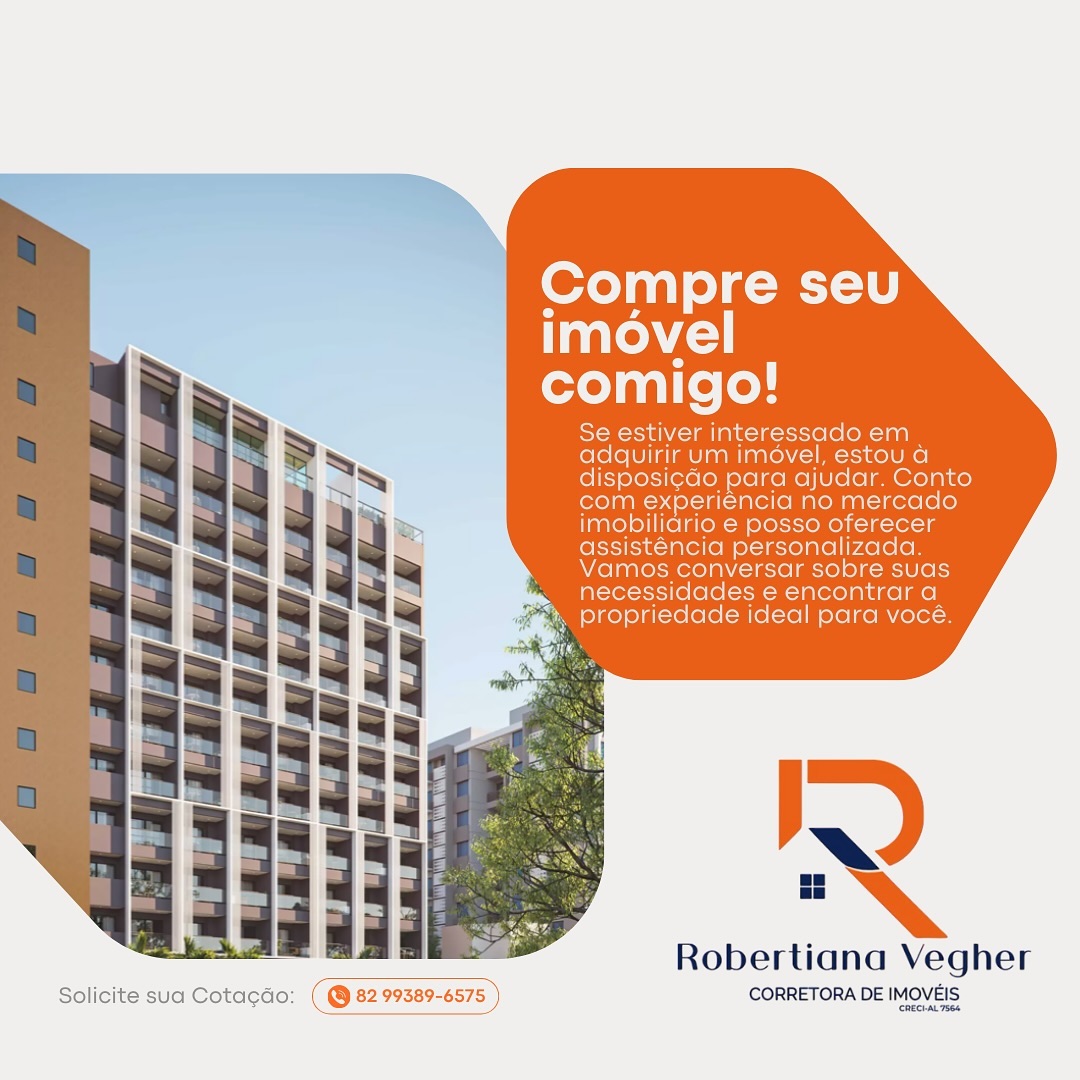 Compre seu
imóvel
comigo!
Se estiver interessado em
adquirir um imóvel, estou à
disposição para ajudar. Conto
com experiência no mercado
imobiliário e posso oferecer
assistência personalizada.
Vamos conversar sobre suas
necessidades e encontrar a
propriedade ideal para você.
Robertiana Vegher
CORRETORA DE IMOVÉIS
CRECI-AL 7564
Solicite sua Cotação:
82 99389-6575